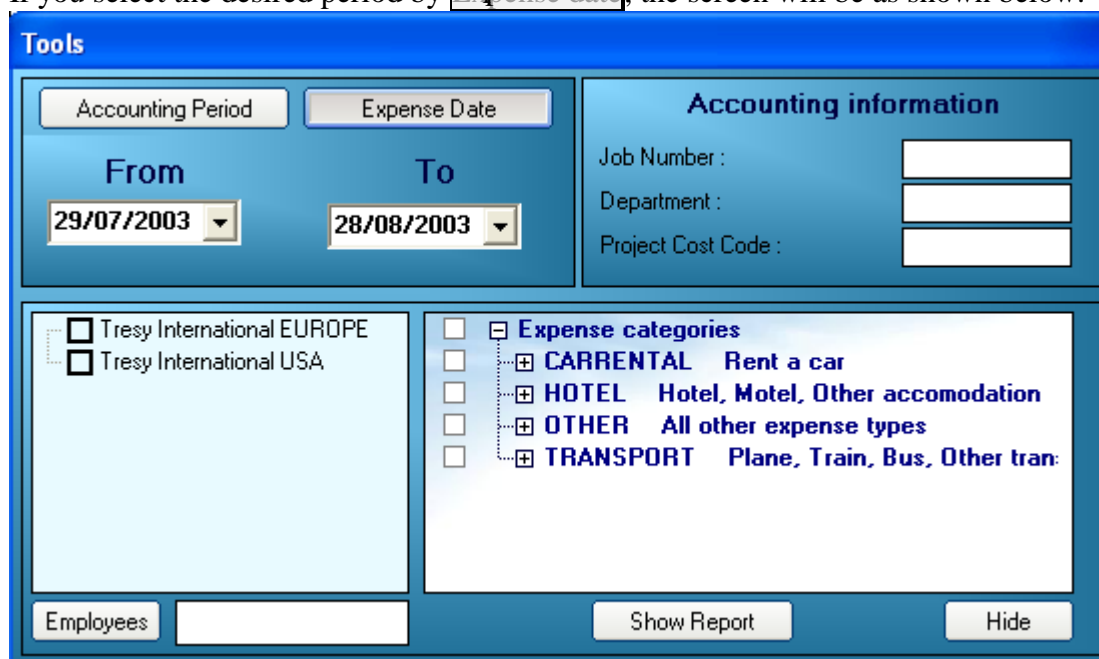 If you select the desired period by Expense date, the screen will be as shown below:
Tools
Accounting Period
Expense Date
From
To
29/07/2003
28/08/2003
Accounting information
Job Number :
Department :
Project Cost Code :
Tresy International EUROPE
Tresy International USA
Expense categories
CARRENTAL Rent a car
HOTEL Hotel, Motel, Other accomodation
OTHER All other expense types
TRANSPORT Plane, Train, Bus, Other tran
Employees
Show Report
Hide